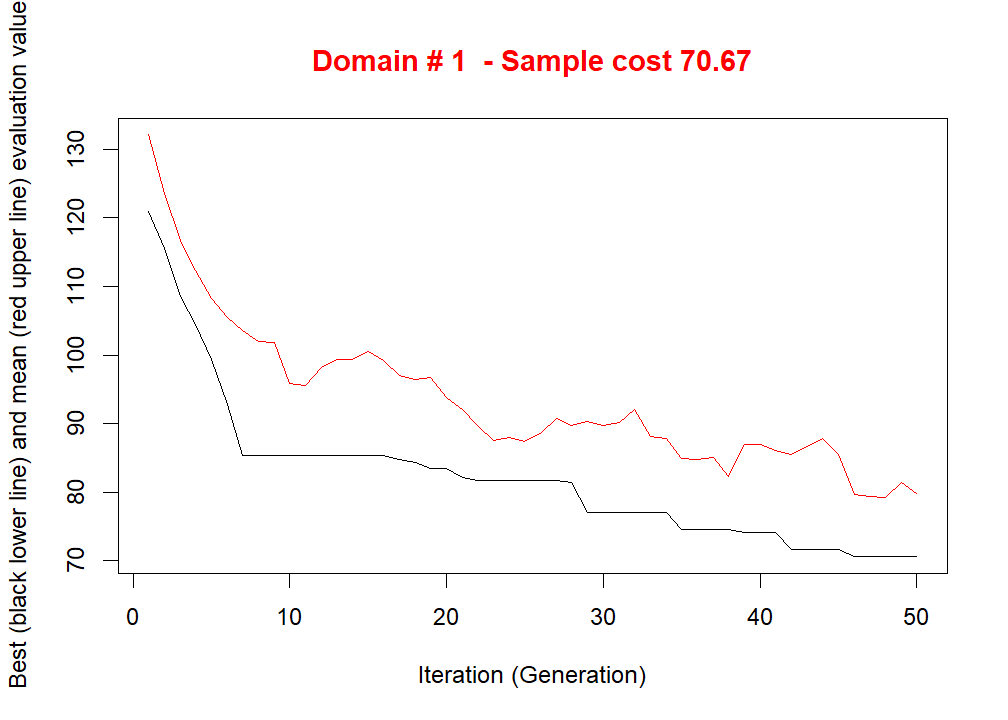 Domain # 1  - Sample cost 70.67
Best (black lower line) and mean (red upper line) evaluation value
130
120
110
100
90
80
70
0 10 20 30 40 50
Iteration (Generation)